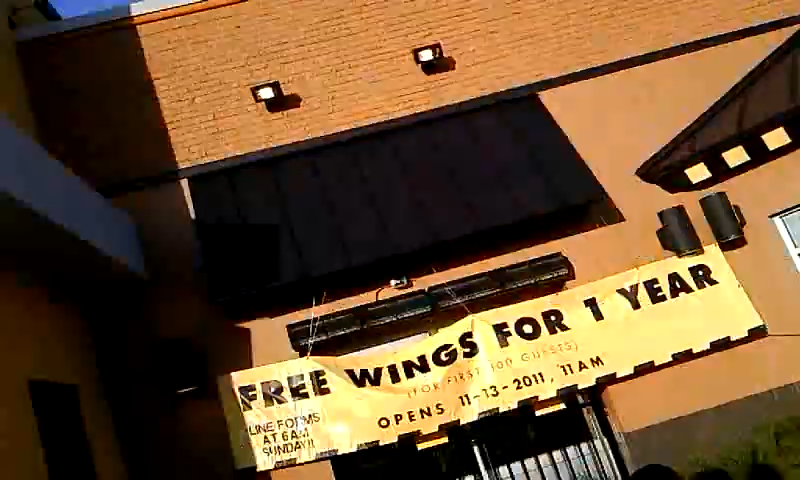 FREE WINGS FOR 1 YEAR
(FOR FIRST 100 GUESTS)
OPENS 11-13-2011, 11AM
LINE FORMS
AT 6AM
SUNDAY!!